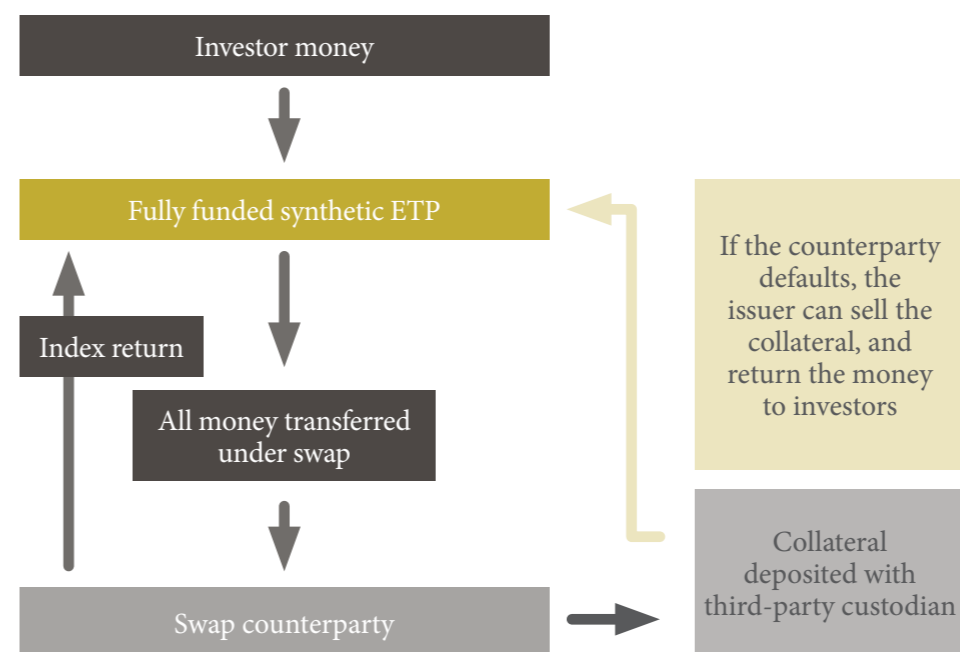 Investor money
Fully funded synthetic ETP
If the counterparty
defaults, the
issuer can sell the
collateral, and
return the money
to investors
Index return
All money transferred
under swap
Collateral
deposited with
third-party custodian
Swap counterparty